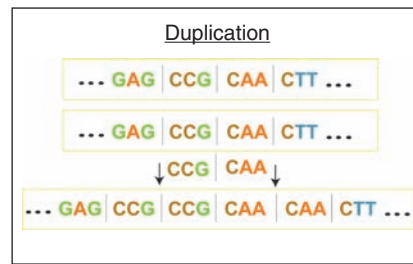 Duplication
... GAG | CCG | CAA | CTT ...
... GAG | CCG | CAA | CTT ...
CCG | CAA
... GAG | CCG | CCG | CAA | CAA | CTT ...